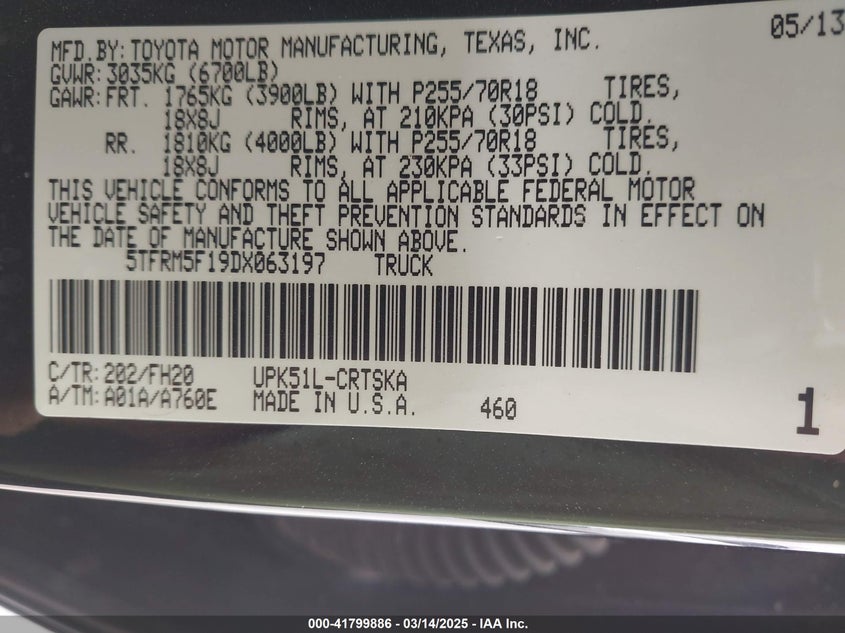 MFD.BY: TOYOTA MOTOR MANUFACTURING, TEXAS, INC. 05/13
GVWR: 3035KG (6700LB)
GAWR: FRT. 1765KG (3900LB) WITH P255/70R18 TIRES,
18X8J RIMS, AT 210KPA (30PSI) COLD.
RR. 1810KG (4000LB) WITH P255/70R18 TIRES,
18X8J RIMS, AT 230KPA (33PSI) COLD.
THIS VEHICLE CONFORMS TO ALL APPLICABLE FEDERAL MOTOR
VEHICLE SAFETY AND THEFT PREVENTION STANDARDS IN EFFECT ON
THE DATE OF MANUFACTURE SHOWN ABOVE.
5TFRM5F19DX063197 TRUCK
C/TR: 202/FH20 UPK51L-CRTSKA
A/TM: A01A/A760E MADE IN U.S.A. 460 1
000-41799886 — 03/14/2025 — IAA Inc.